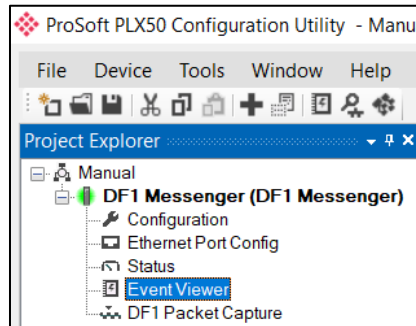 ProSoft PLX50 Configuration Utility - Manu
File Device Tools Window Help
Project Explorer
Manual
DF1 Messenger (DF1 Messenger)
Configuration
Ethernet Port Config
Status
Event Viewer
DF1 Packet Capture